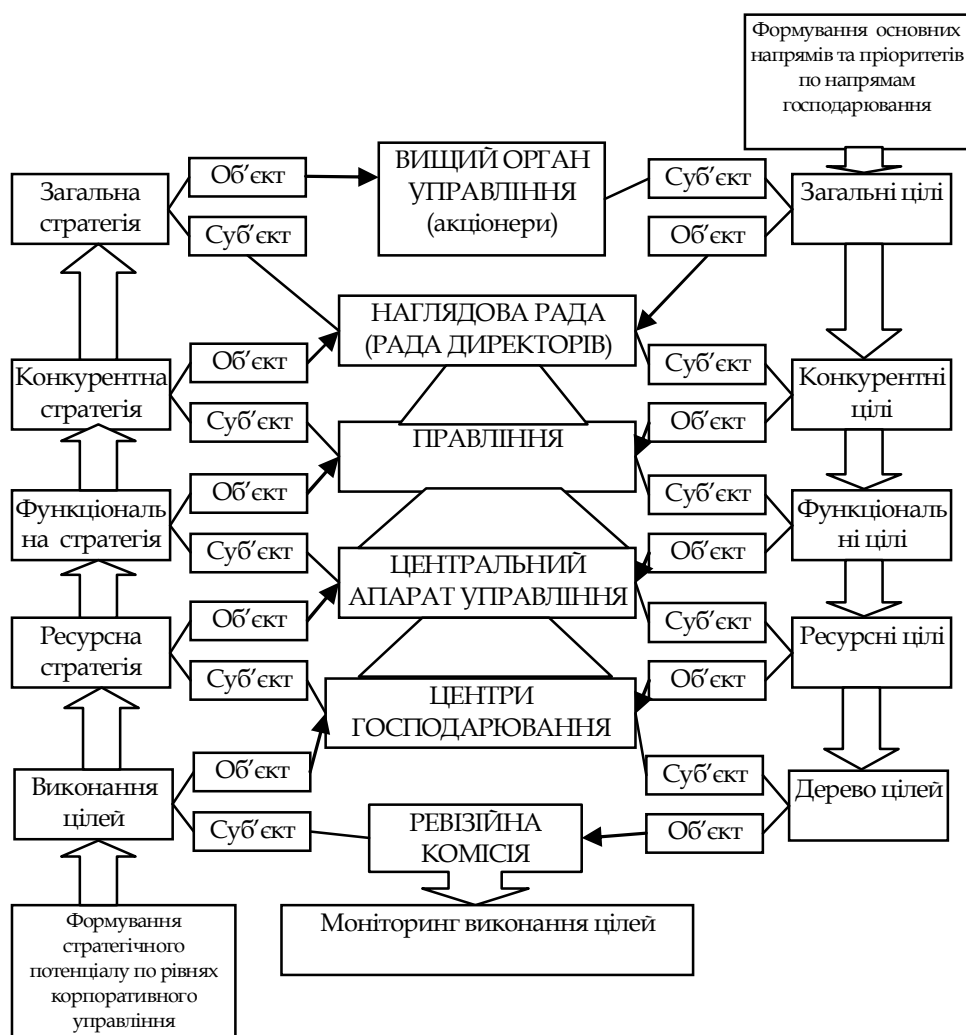 Формування основних
напрямів та пріоритетів
по напрямам
господарювання
Загальна
стратегія
Об’єкт
Суб’єкт
ВИЩИЙ ОРГАН
УПРАВЛІННЯ
(акціонери)
Суб’єкт
Об’єкт
Загальні цілі
НАГЛЯДОВА РАДА
(РАДА ДИРЕКТОРІВ)
Конкурентна
стратегія
Об’єкт
Суб’єкт
Суб’єкт
Об’єкт
Конкурентні
цілі
ПРАВЛІННЯ
Функціональ
на стратегія
Об’єкт
Суб’єкт
Суб’єкт
Об’єкт
Функціональ
ні цілі
ЦЕНТРАЛЬНИЙ
АПАРАТ УПРАВЛІННЯ
Ресурсна
стратегія
Об’єкт
Суб’єкт
Суб’єкт
Об’єкт
Ресурсні цілі
ЦЕНТРИ
ГОСПОДАРЮВАННЯ
Виконання
цілей
Об’єкт
Суб’єкт
РЕВІЗІЙНА
КОМІСІЯ
Суб’єкт
Об’єкт
Дерево цілей
Моніторинг виконання цілей
Формування
стратегічного
потенціалу по рівнях
корпоративного
управління